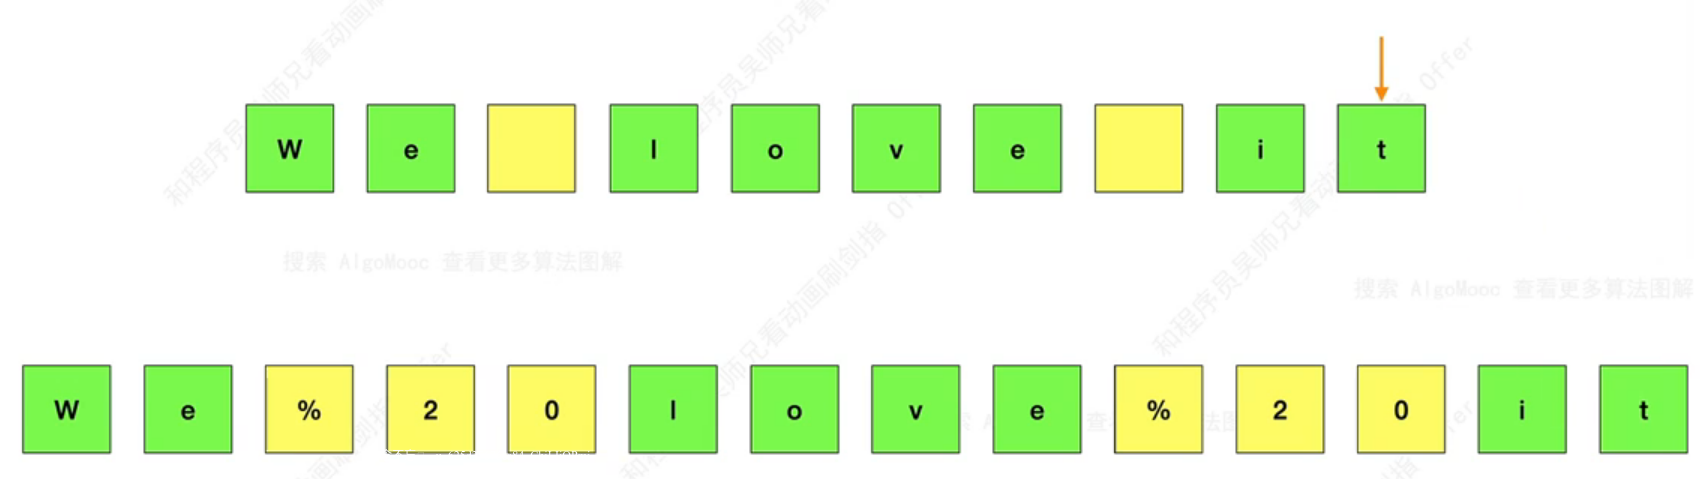 W e l o v e i t
搜索 AlgoMooc 查看更多算法图解
搜索 AlgoMooc 查看更多算法图解
W e % 2 0 l o v e % 2 0 i t
和程序员吴师兄看动画刷剑指 Offer